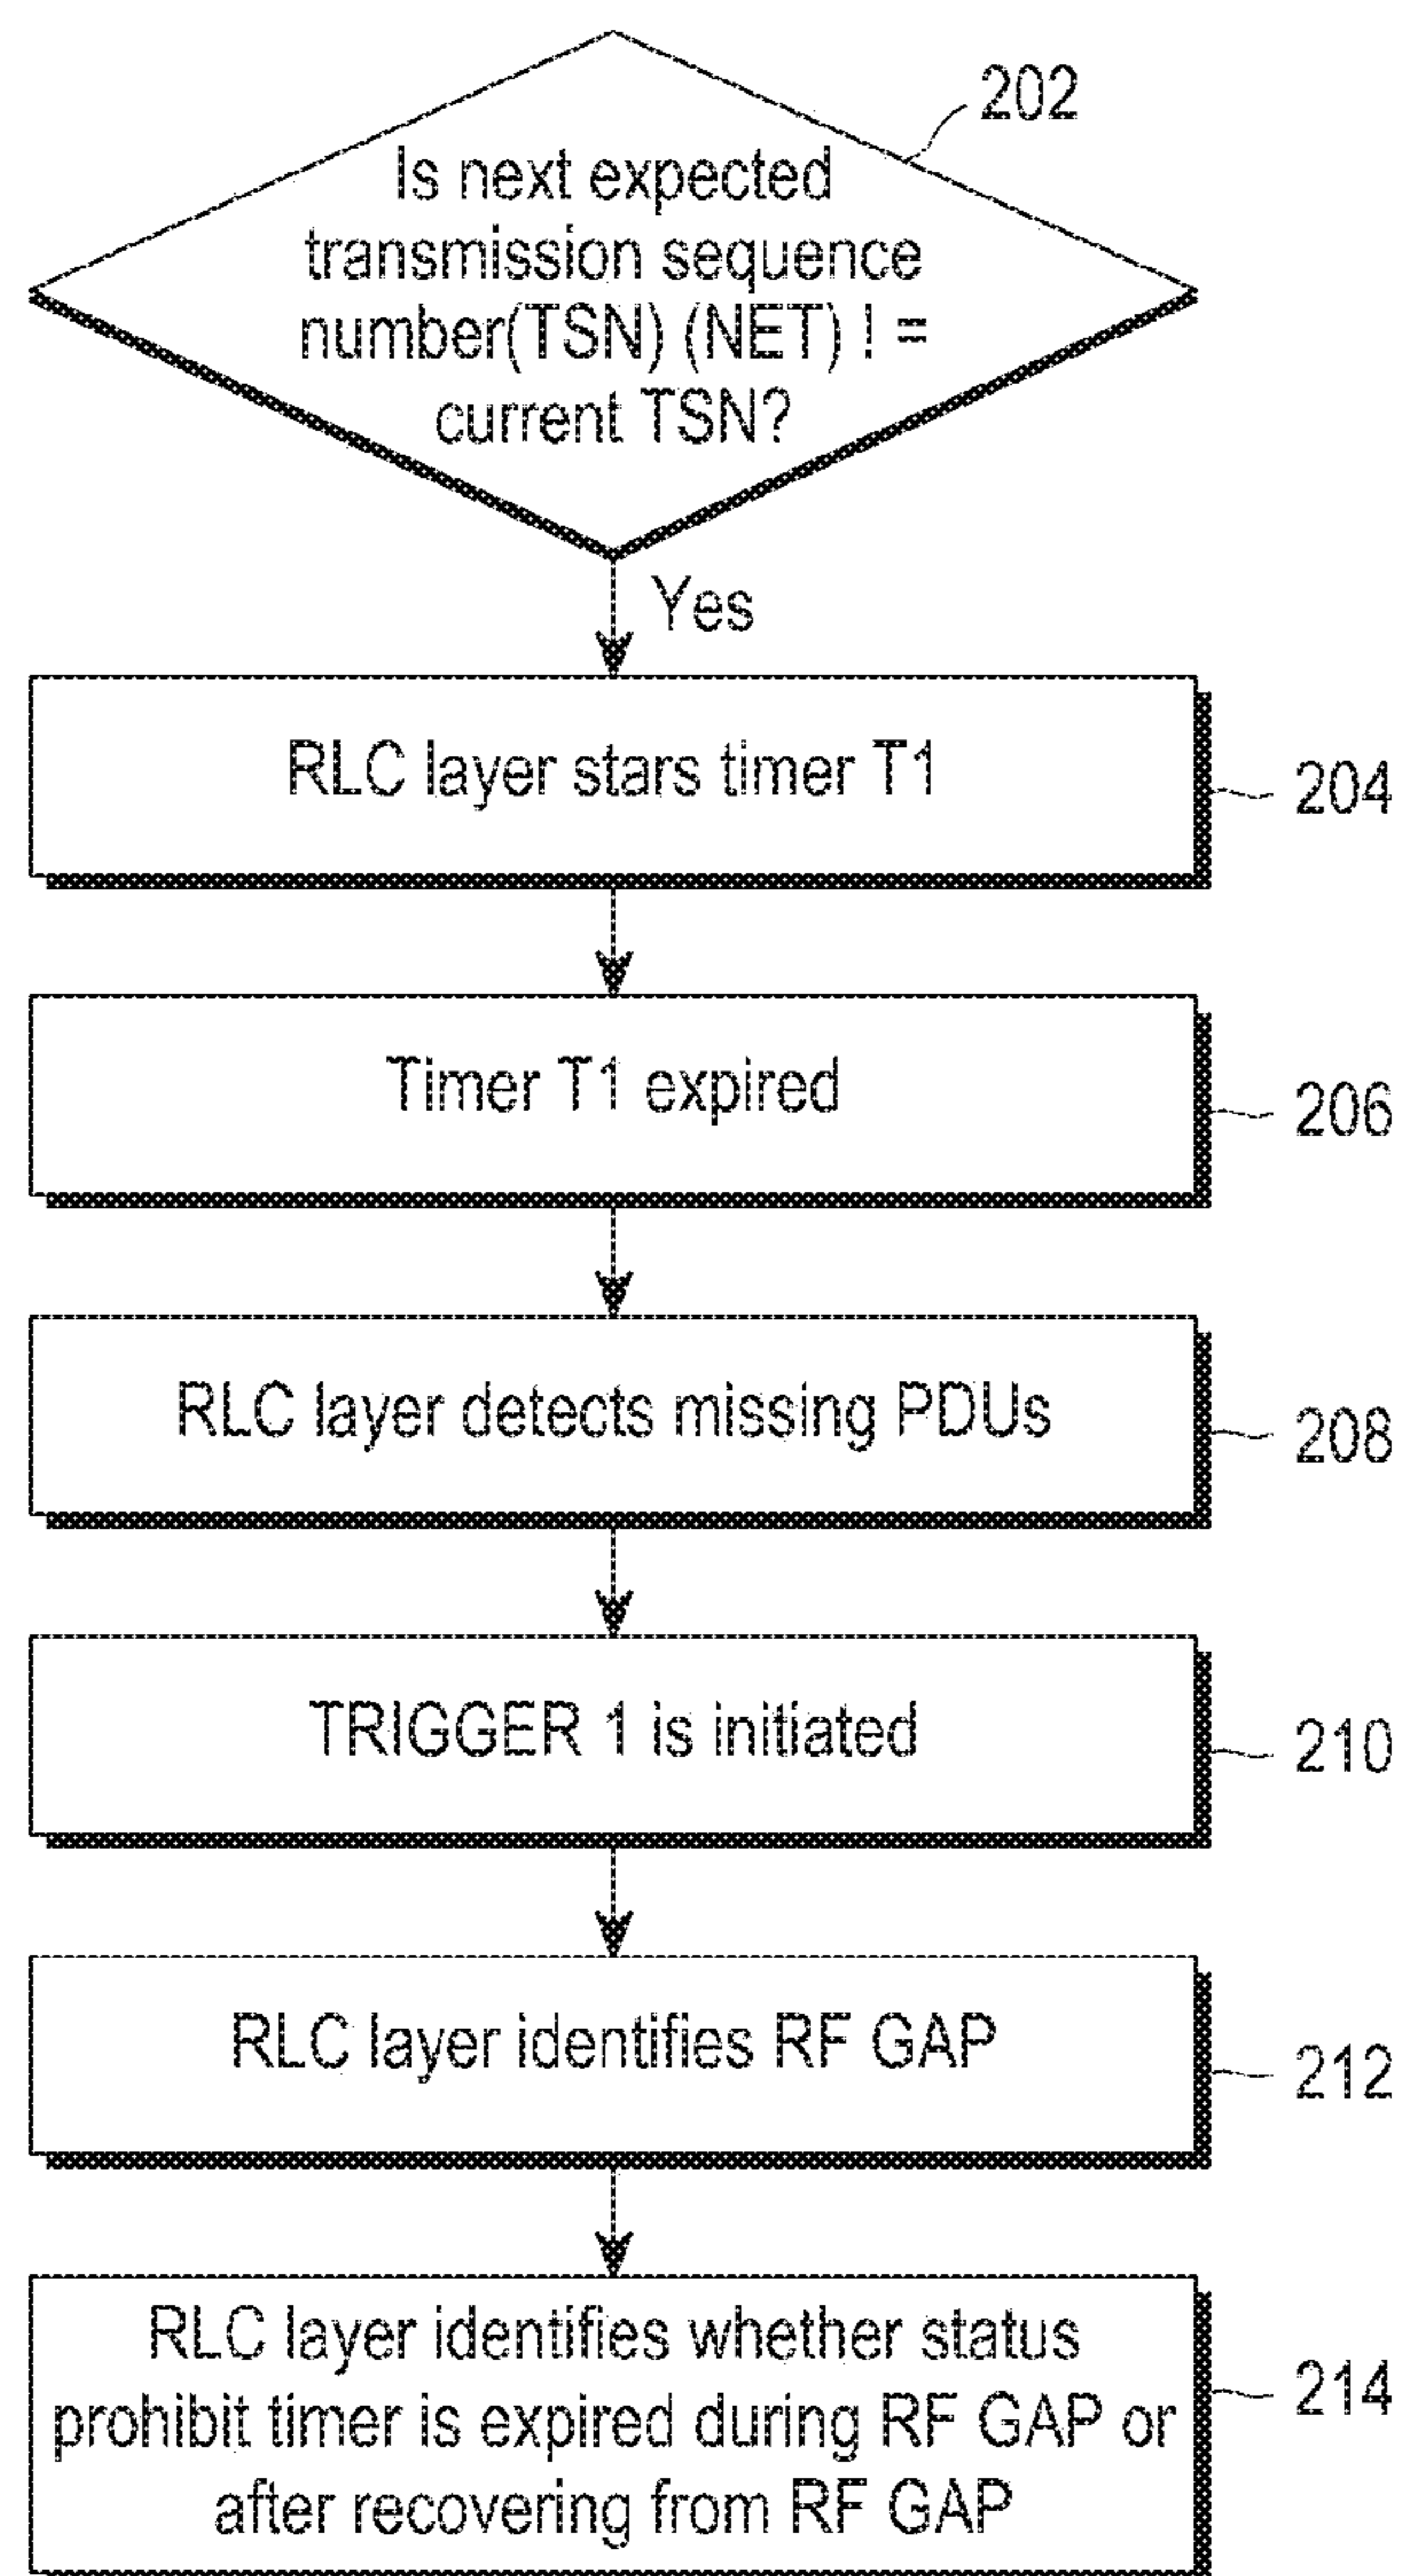 202
Is next expected
transmission sequence
number(TSN) (NET) ! =
current TSN?
Yes
RLC layer stars timer T1
204
Timer T1 expired
206
RLC layer detects missing PDUs
208
TRIGGER 1 is initiated
210
RLC layer identifies RF GAP
212
RLC layer identifies whether status
prohibit timer is expired during RF GAP or
after recovering from RF GAP
214